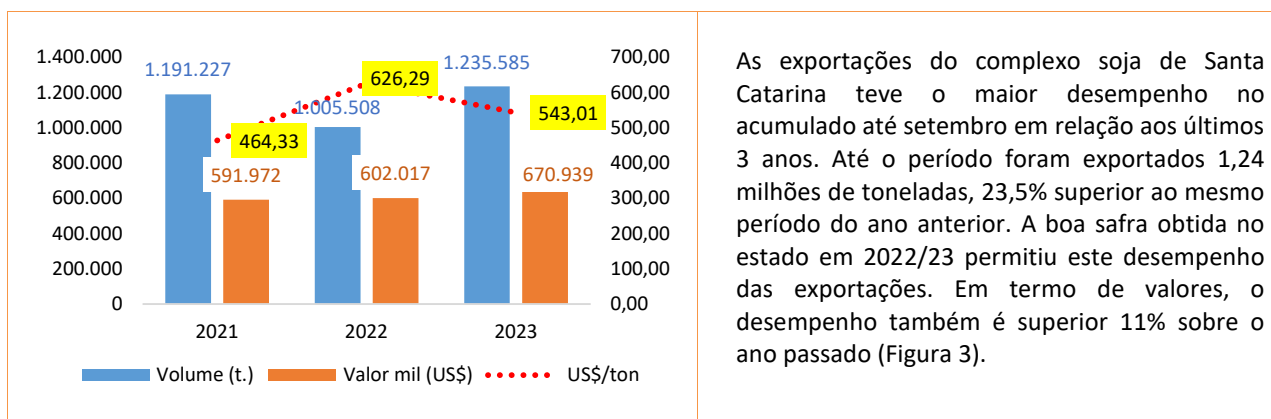 1.400.000
1.200.000
1.000.000
800.000
600.000
400.000
200.000
0
1.191.227
1.005.508
1.235.585
591.972
602.017
670.939
464,33
626,29
543,01
700,00
600,00
500,00
400,00
300,00
200,00
100,00
0,00
2021 2022 2023
Volume (t.) Valor mil (US$) US$/ton
As exportações do complexo soja de Santa
Catarina teve o maior desempenho no
acumulado até setembro em relação aos últimos
3 anos. Até o período foram exportados 1,24
milhões de toneladas, 23,5% superior ao mesmo
período do ano anterior. A boa safra obtida no
estado em 2022/23 permitiu este desempenho
das exportações. Em termo de valores, o
desempenho também é superior 11% sobre o
ano passado (Figura 3).